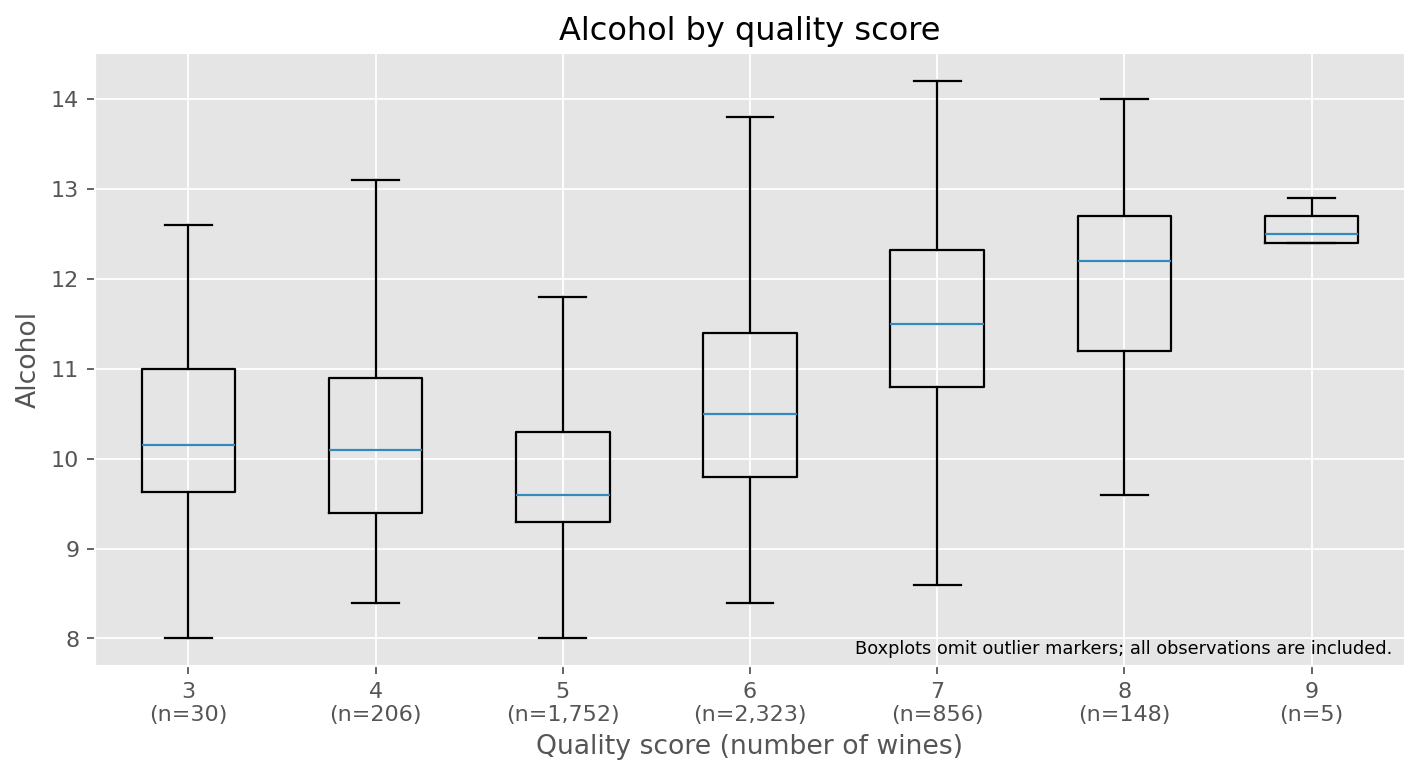 Alcohol by quality score
14
13
12
11
10
9
8
Alcohol
Boxplots omit outlier markers; all observations are included.
3 4 5 6 7 8 9
(n=30) (n=206) (n=1,752) (n=2,323) (n=856) (n=148) (n=5)
Quality score (number of wines)